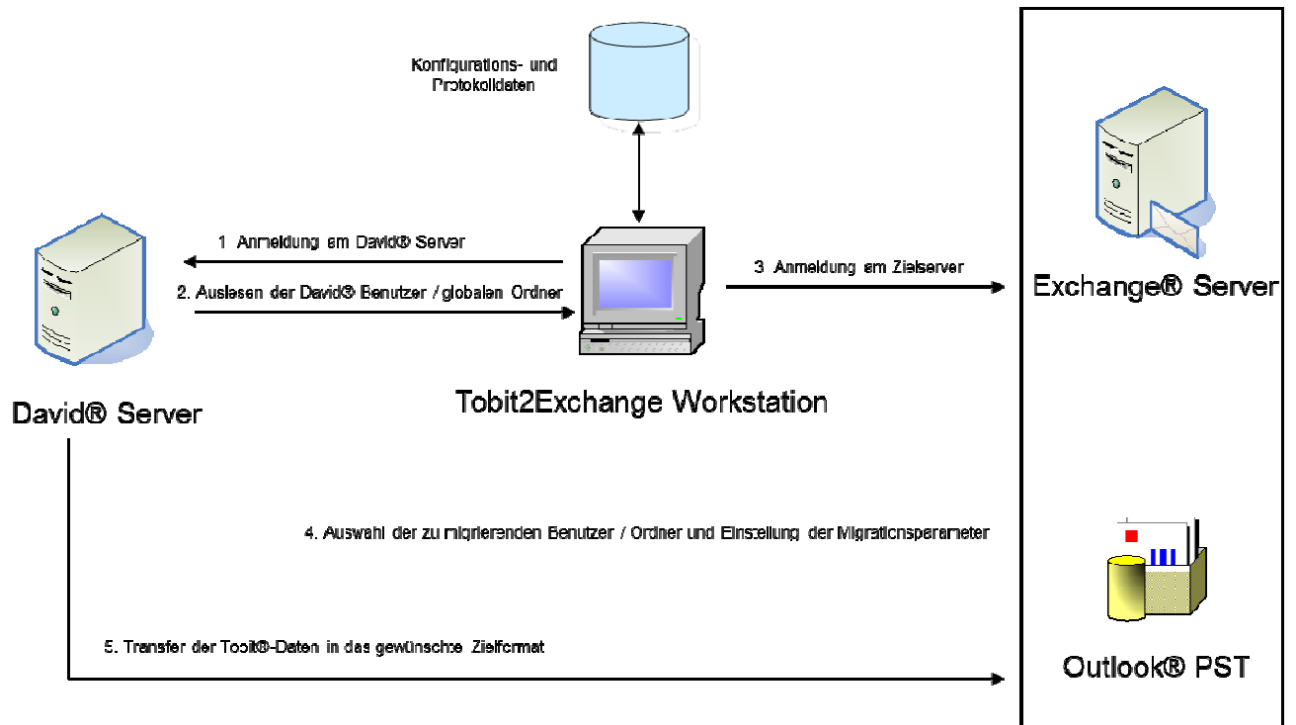 Konfigurations- und
Protokolldaten
1 Anmeldung am David® Server
2. Auslesen der David® Benutzer / globalen Ordner
3 Anmeldung am Zielserver
Exchange® Server
David® Server
Tobit2Exchange Workstation
4. Auswahl der zu migrierenden Benutzer / Ordner und Einstellung der Migrationsparameter
5. Transfer der Tobit®-Daten in das gewünschte Zielformat
Outlook® PST